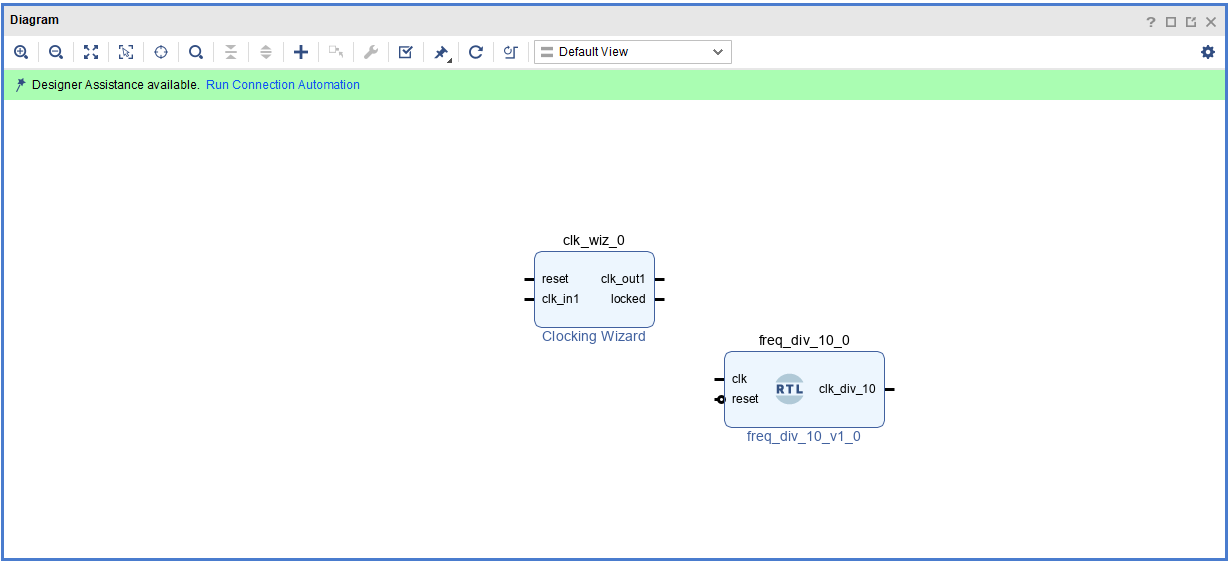 Diagram
?
Default View
Designer Assistance available. Run Connection Automation
clk_wiz_0
reset clk_out1
clk_in1 locked
Clocking Wizard
freq_div_10_0
clk
RTL
clk_div_10
reset
freq_div_10_v1_0